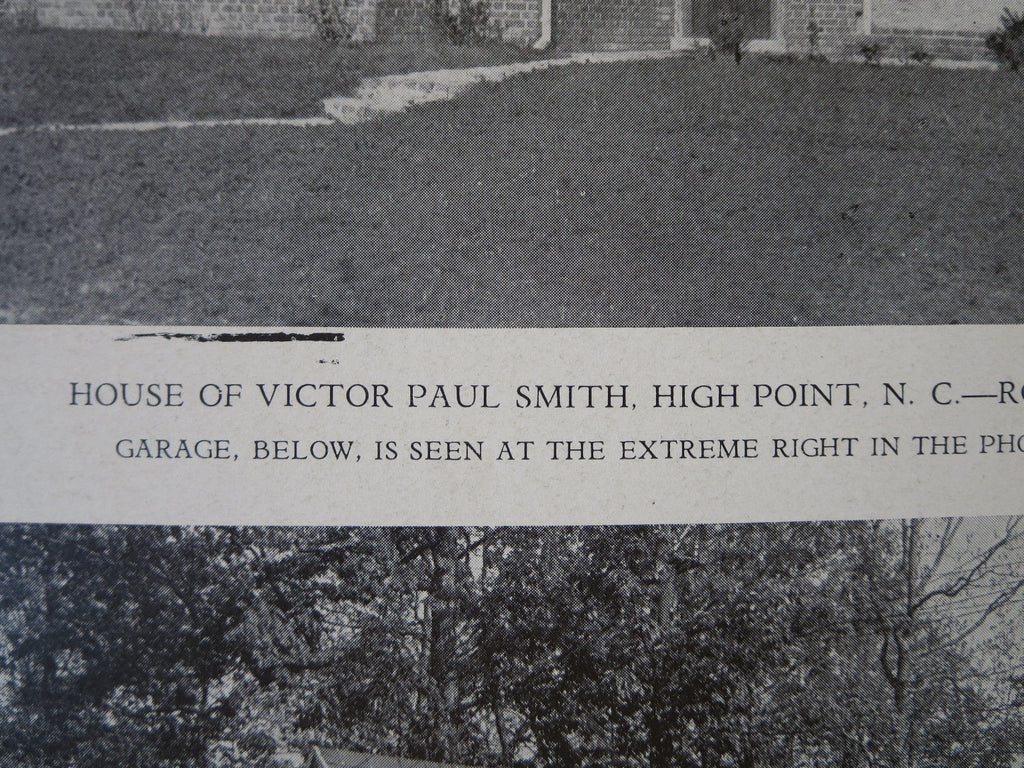 HOUSE OF VICTOR PAUL SMITH, HIGH POINT, N. C.—
GARAGE, BELOW, IS SEEN AT THE EXTREME RIGHT IN THE